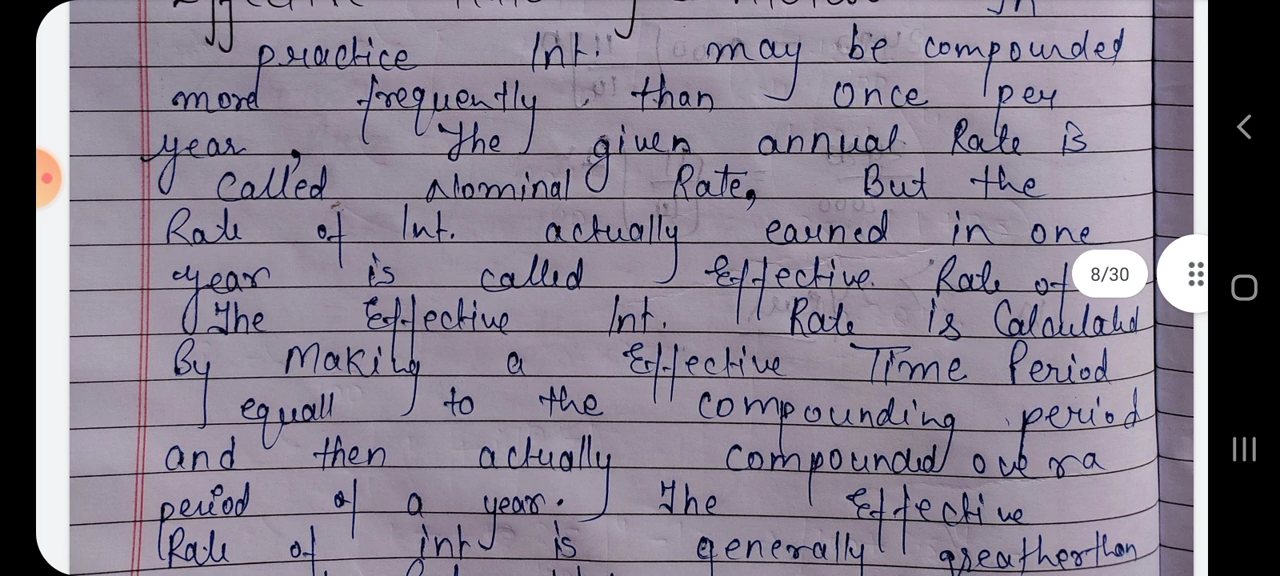 practice Int. may be compounded
more frequently than once per
year, The given annual Rate is
Called Nominal Rate, But the
Rate of Int. actually earned in one
year is called Effective Rate of
The Effective Int. Rate is Calculated
By Making a Effective Time Period
equall to the compounding period
and then actually compounded over a
period of a year. The Effective
Rate of int is generally greatherthan
8/30